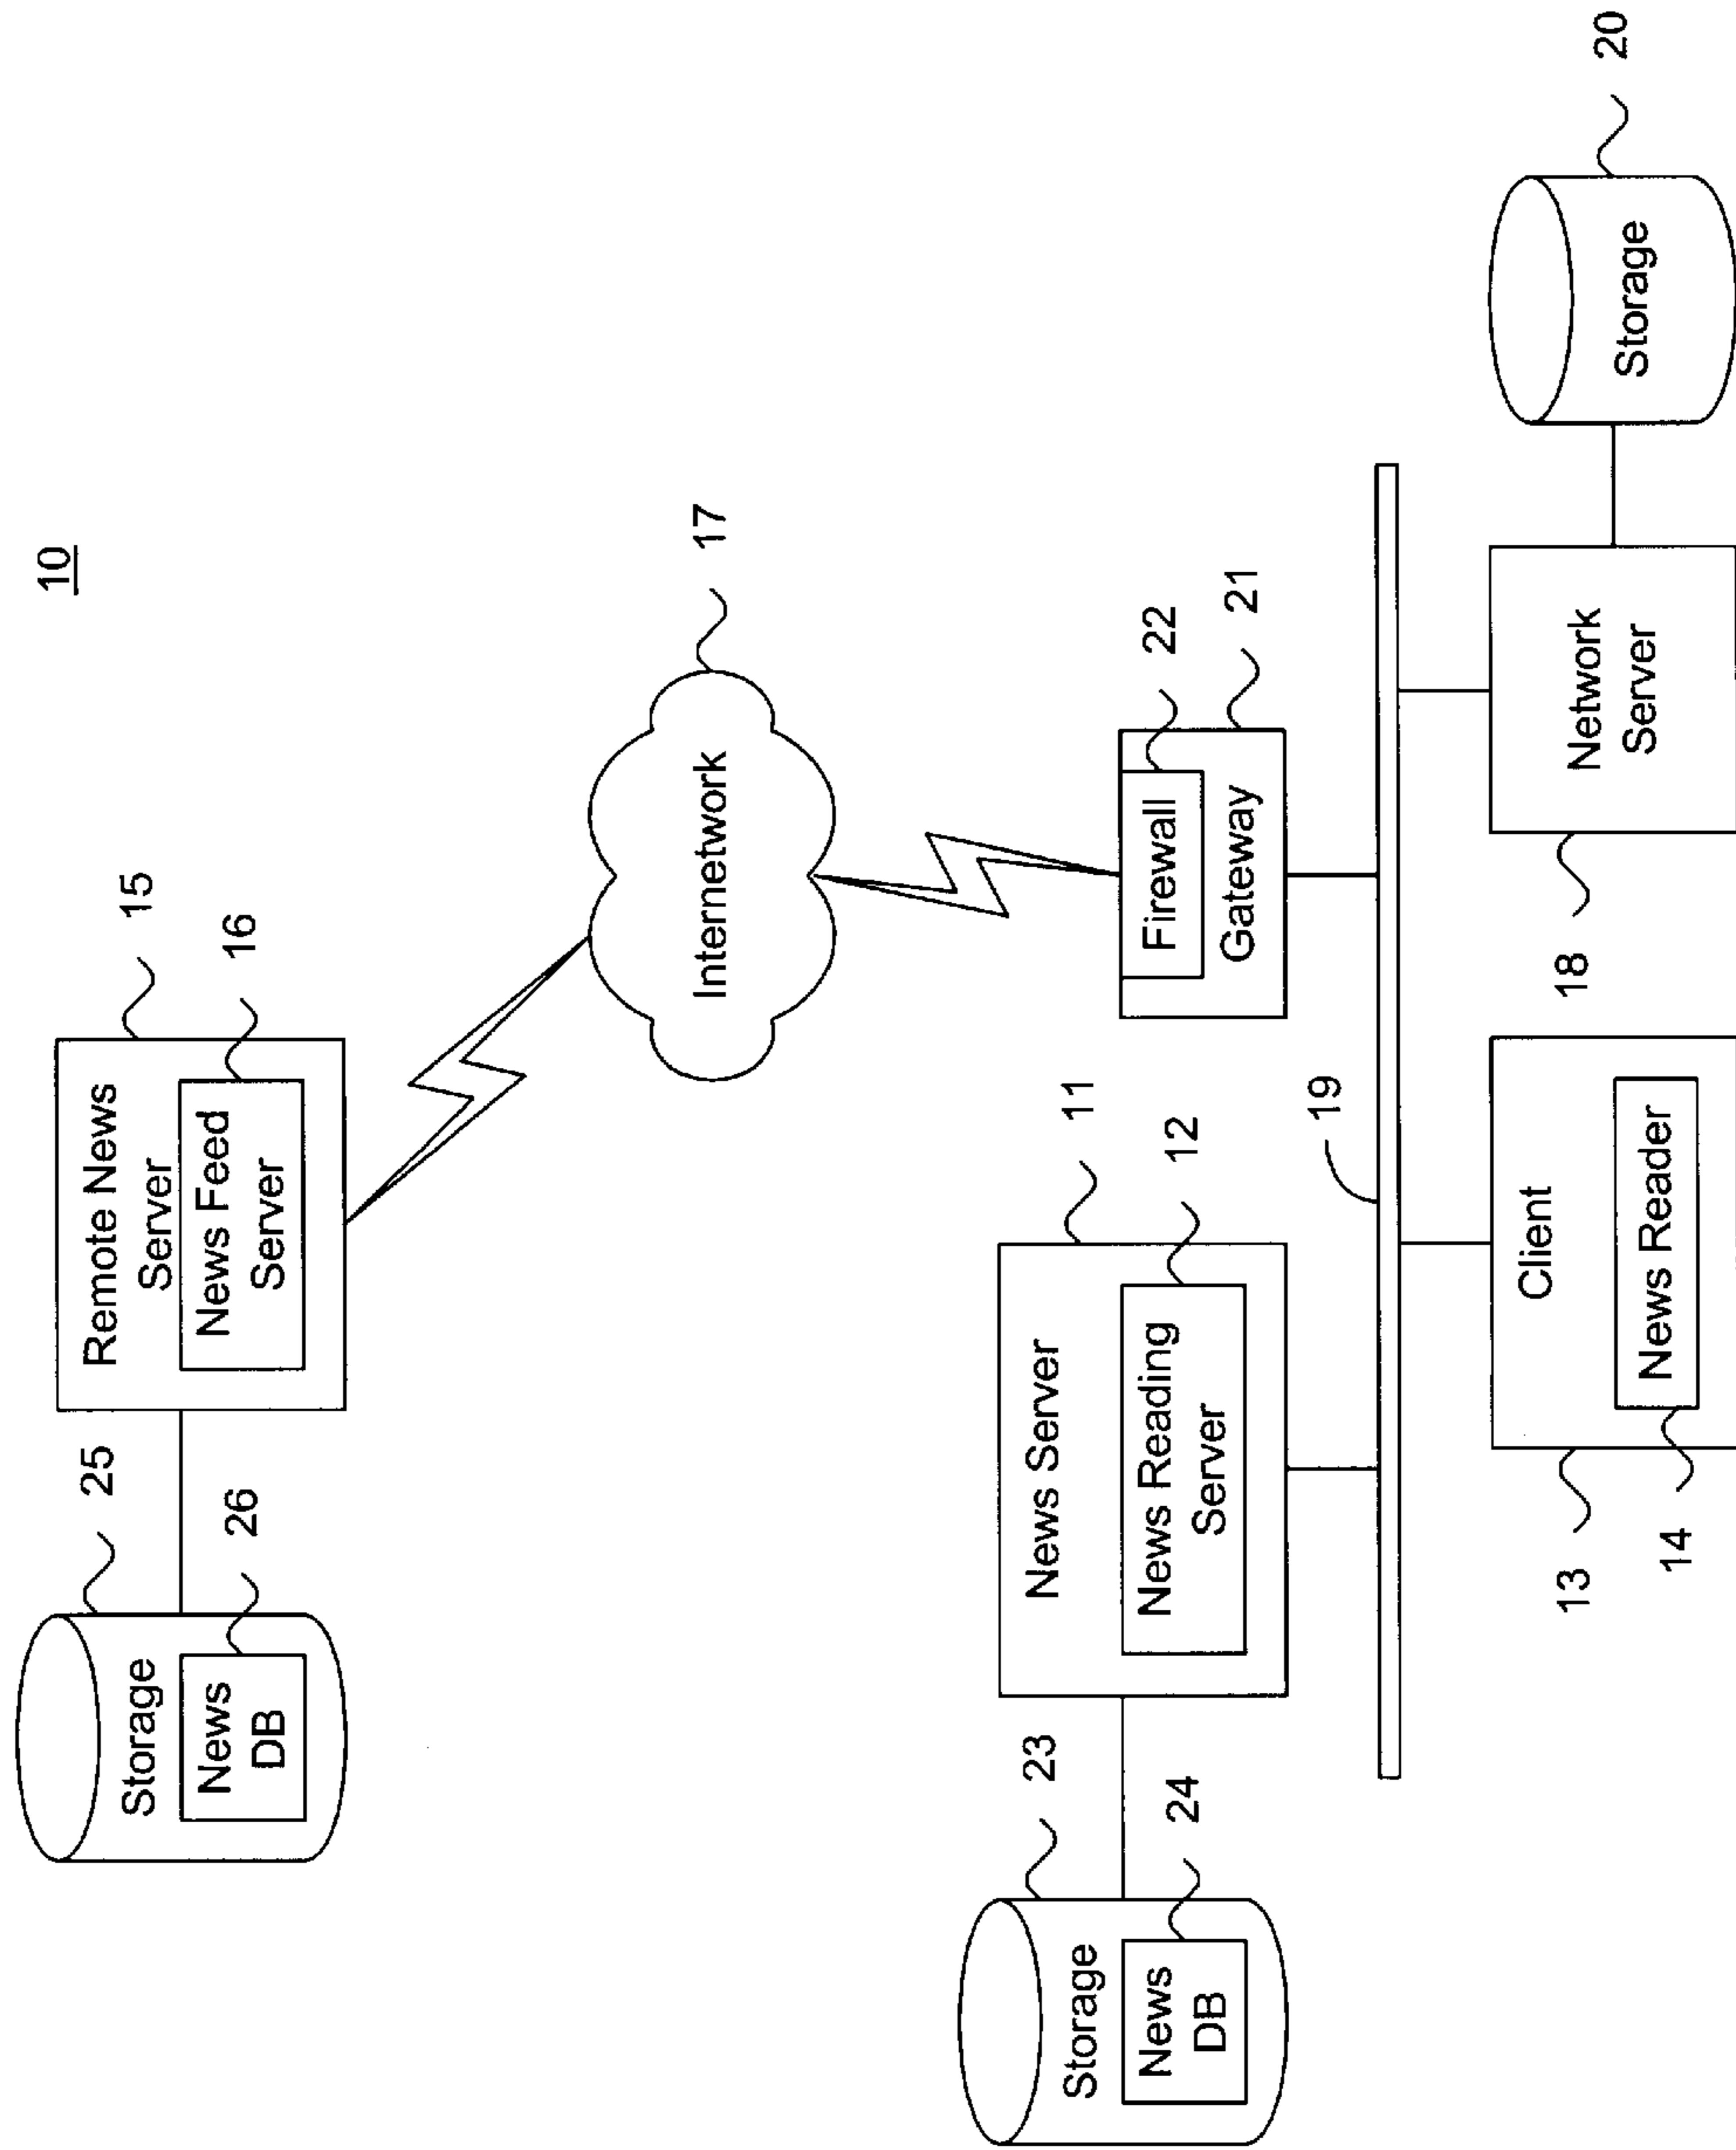 10
25
Storage
26
News
DB
15
Remote News
Server
16
News Feed
Server
17
Internetwork
23
Storage
24
News
DB
11
News Server
12
News Reading
Server
22
Firewall
21
Gateway
19
Client
News Reader
13
14
Network
Server
18
Storage
20